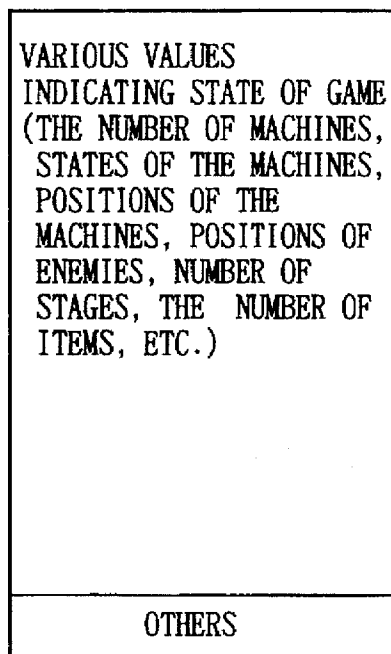 VARIOUS VALUES
INDICATING STATE OF GAME
(THE NUMBER OF MACHINES,
STATES OF THE MACHINES,
POSITIONS OF THE
MACHINES, POSITIONS OF
ENEMIES, NUMBER OF
STAGES, THE NUMBER OF
ITEMS, ETC.)
OTHERS